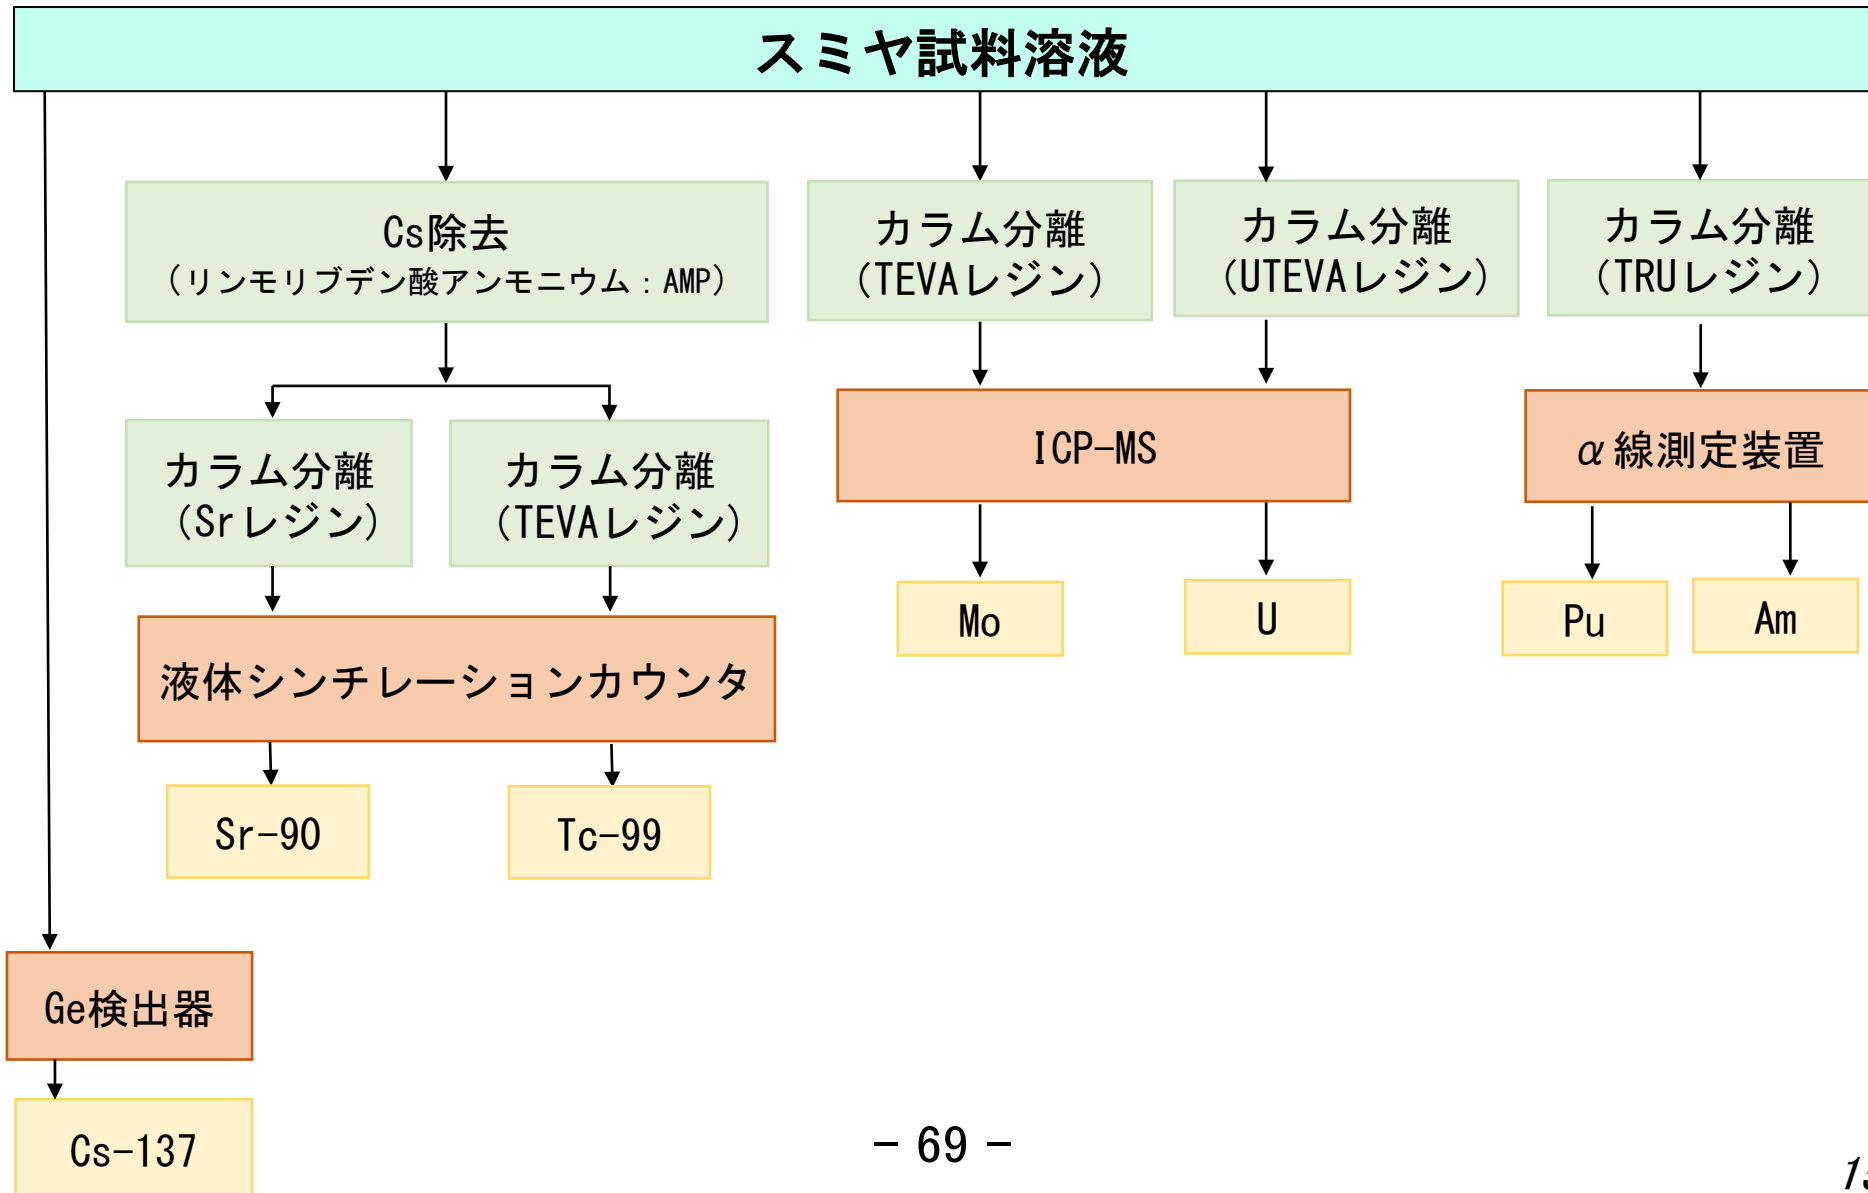 スミヤ試料溶液
Cs除去
（リンモリブデン酸アンモニウム：AMP）
カラム分離
（TEVAレジン）
カラム分離
（UTEVAレジン）
カラム分離
（TRUレジン）
カラム分離
（Srレジン）
カラム分離
（TEVAレジン）
ICP-MS
α線測定装置
液体シンチレーションカウンタ
Mo
U
Pu
Am
Sr-90
Tc-99
Ge検出器
Cs-137
- 69 -